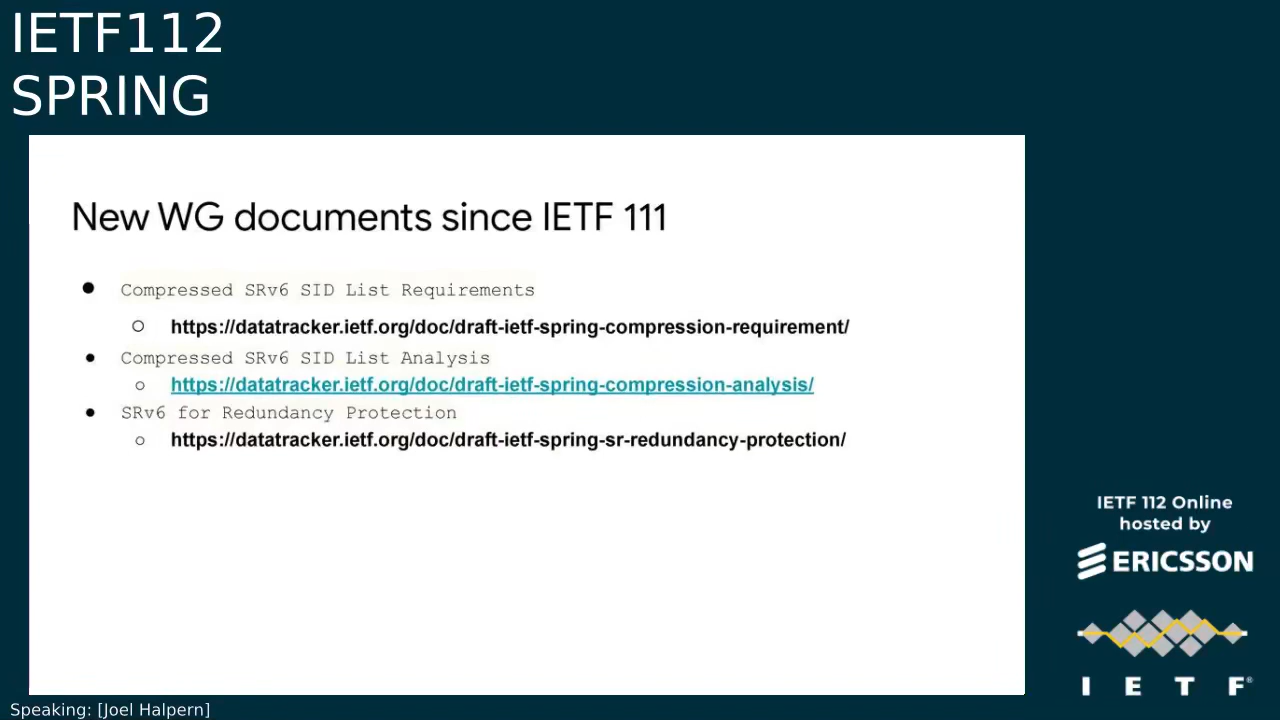 IETF112
SPRING
New WG documents since IETF 111
● Compressed SRv6 SID List Requirements
○ https://datatracker.ietf.org/doc/draft-ietf-spring-compression-requirement/
● Compressed SRv6 SID List Analysis
○ https://datatracker.ietf.org/doc/draft-ietf-spring-compression-analysis/
● SRv6 for Redundancy Protection
○ https://datatracker.ietf.org/doc/draft-ietf-spring-sr-redundancy-protection/
IETF 112 Online
hosted by
ERICSSON
I E T F®
Speaking: [Joel Halpern]